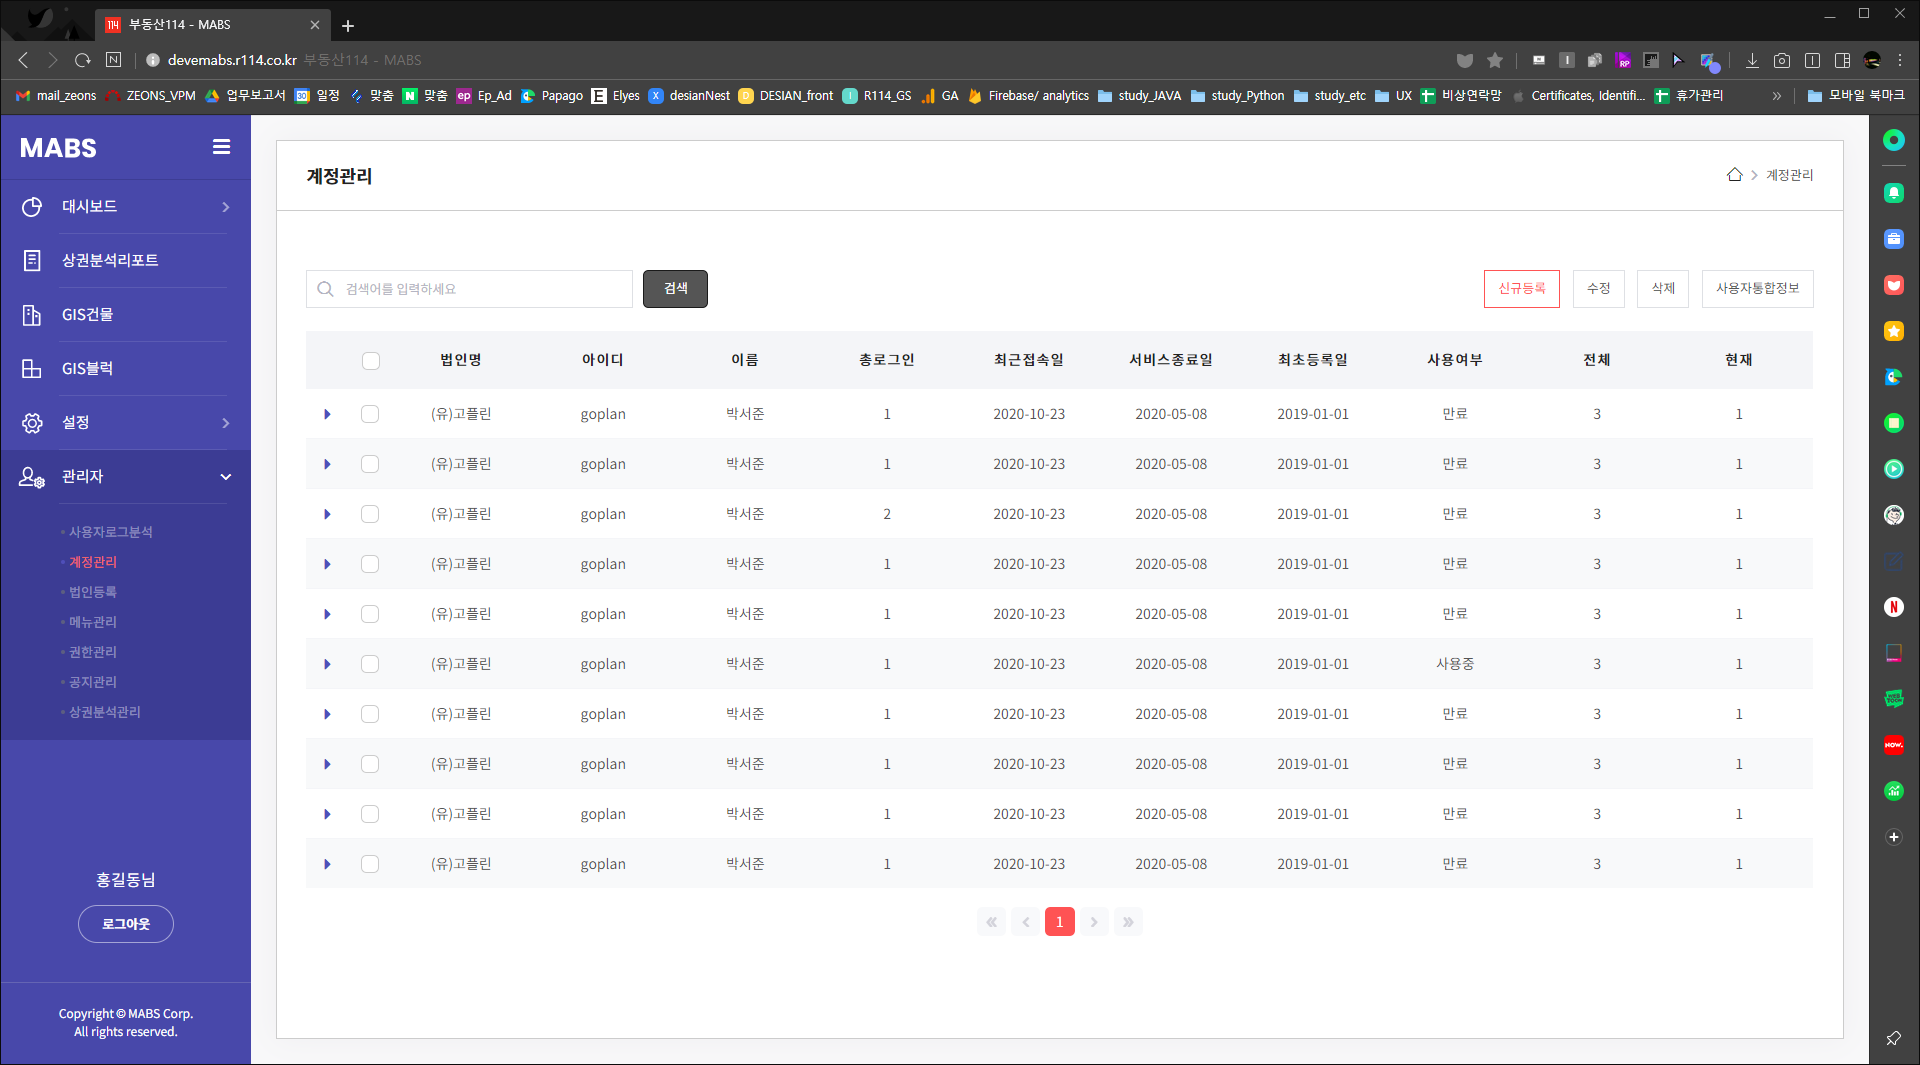 부동산114 - MABS
devemabs.r114.co.kr 부동산114 - MABS
mail_zeons ZEONS_VPM 업무보고서 일정 맞춤 맞춤 Ep_Ad Papago Elyes desianNest DESIAN_front R114_GS GA Firebase/ analytics study_JAVA study_Python study_etc UX 비상연락망 Certificates, Identifi... 휴가관리 » 모바일 북마크
MABS
대시보드
상권분석리포트
GIS건물
GIS블럭
설정
관리자
사용자로그분석
계정관리
법인등록
메뉴관리
권한관리
공지관리
상권분석관리
홍길동님
로그아웃
Copyright © MABS Corp.
All rights reserved.
계정관리
계정관리
검색어를 입력하세요 검색 신규등록 수정 삭제 사용자통합정보
법인명 아이디 이름 총로그인 최근접속일 서비스종료일 최초등록일 사용여부 전체 현재
(유)고플린 goplan 박서준 1 2020-10-23 2020-05-08 2019-01-01 만료 3 1
(유)고플린 goplan 박서준 1 2020-10-23 2020-05-08 2019-01-01 만료 3 1
(유)고플린 goplan 박서준 2 2020-10-23 2020-05-08 2019-01-01 만료 3 1
(유)고플린 goplan 박서준 1 2020-10-23 2020-05-08 2019-01-01 만료 3 1
(유)고플린 goplan 박서준 1 2020-10-23 2020-05-08 2019-01-01 만료 3 1
(유)고플린 goplan 박서준 1 2020-10-23 2020-05-08 2019-01-01 사용중 3 1
(유)고플린 goplan 박서준 1 2020-10-23 2020-05-08 2019-01-01 만료 3 1
(유)고플린 goplan 박서준 1 2020-10-23 2020-05-08 2019-01-01 만료 3 1
(유)고플린 goplan 박서준 1 2020-10-23 2020-05-08 2019-01-01 만료 3 1
(유)고플린 goplan 박서준 1 2020-10-23 2020-05-08 2019-01-01 만료 3 1
« ‹ 1 › »